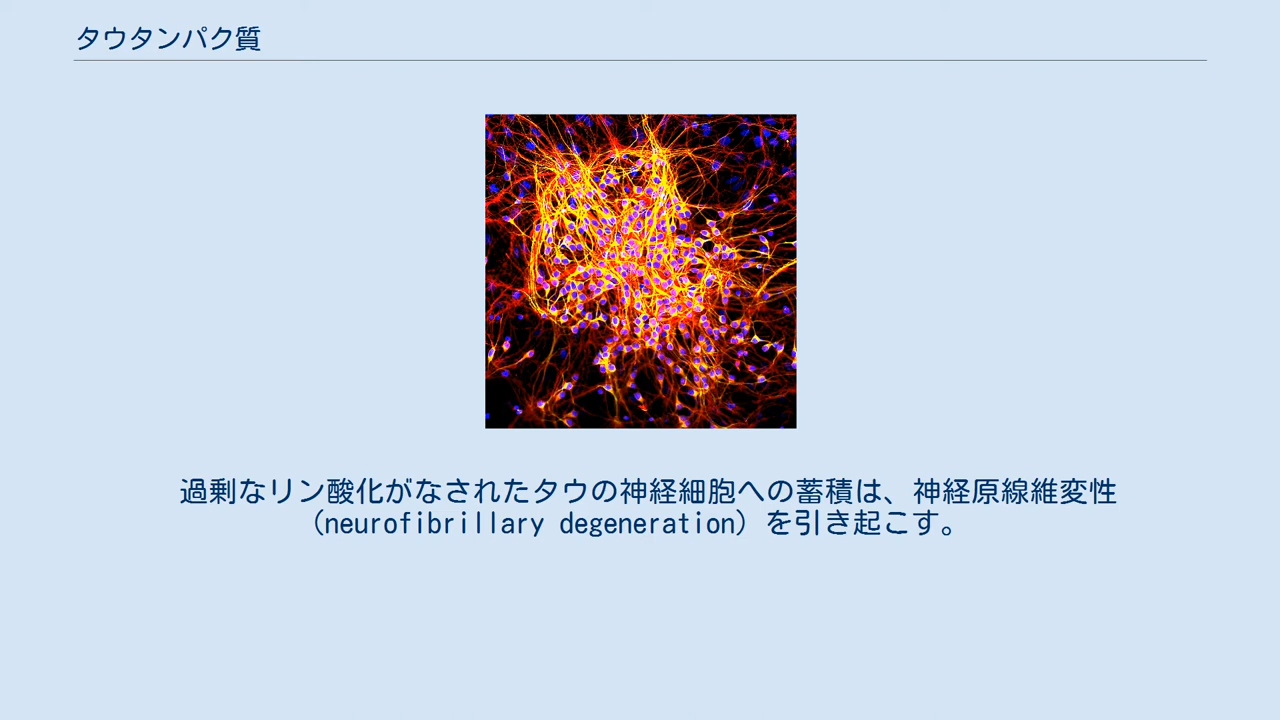 タウタンパク質
過剰なリン酸化がなされたタウの神経細胞への蓄積は、神経原線維変性
(neurofibrillary degeneration) を引き起こす。